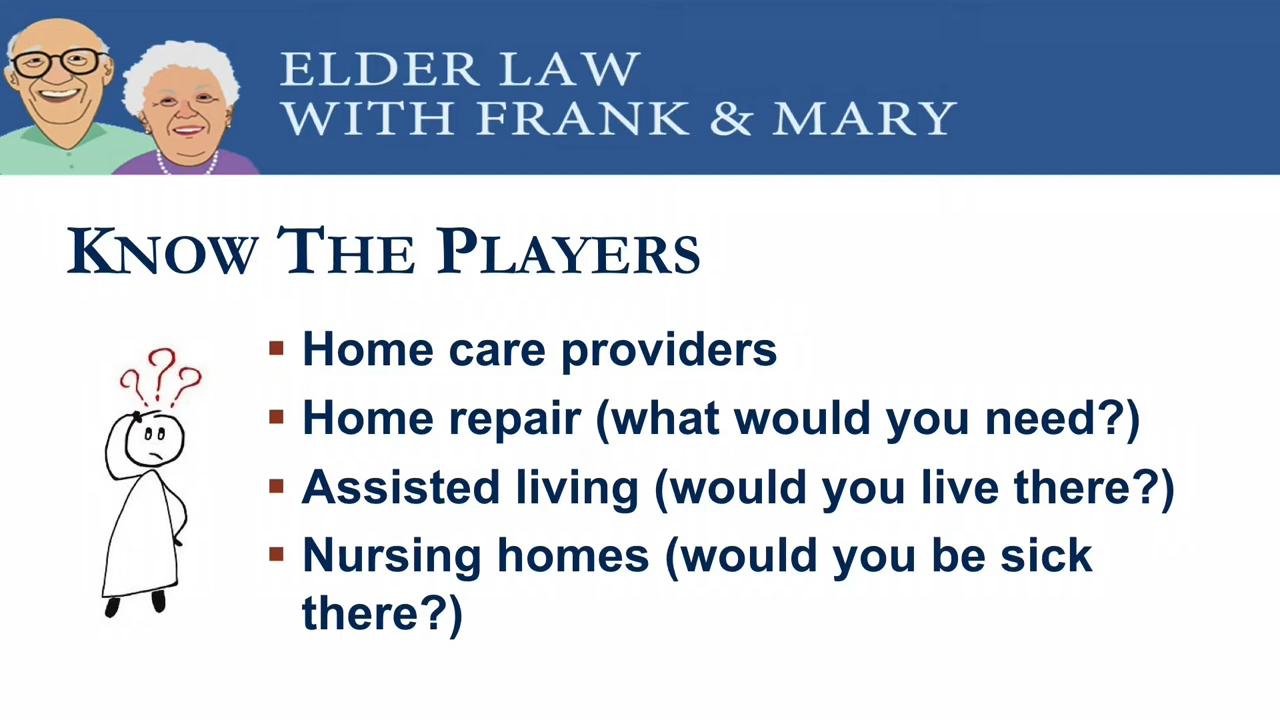 ELDER LAW
WITH FRANK & MARY
KNOW THE PLAYERS
▪ Home care providers
▪ Home repair (what would you need?)
▪ Assisted living (would you live there?)
▪ Nursing homes (would you be sick
there?)